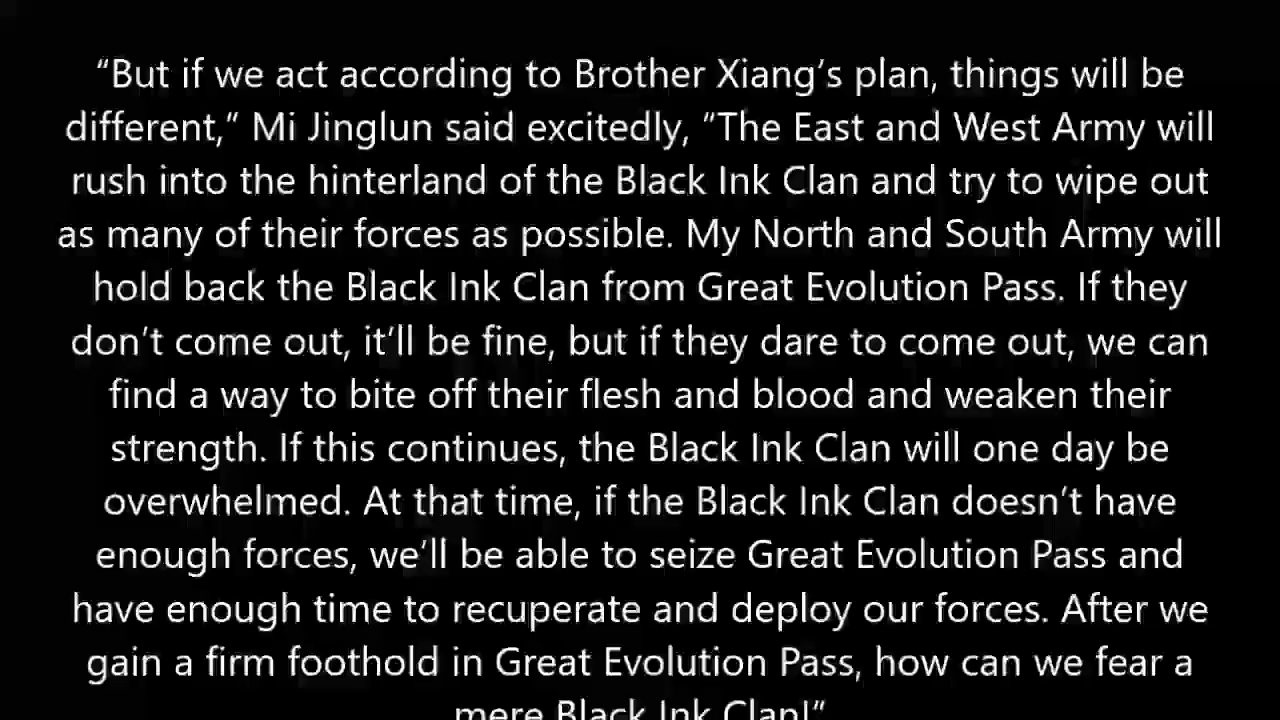 “But if we act according to Brother Xiang’s plan, things will be
different,” Mi Jinglun said excitedly, “The East and West Army will
rush into the hinterland of the Black Ink Clan and try to wipe out
as many of their forces as possible. My North and South Army will
hold back the Black Ink Clan from Great Evolution Pass. If they
don’t come out, it’ll be fine, but if they dare to come out, we can
find a way to bite off their flesh and blood and weaken their
strength. If this continues, the Black Ink Clan will one day be
overwhelmed. At that time, if the Black Ink Clan doesn’t have
enough forces, we’ll be able to seize Great Evolution Pass and
have enough time to recuperate and deploy our forces. After we
gain a firm foothold in Great Evolution Pass, how can we fear a
mere Black Ink Clan!”